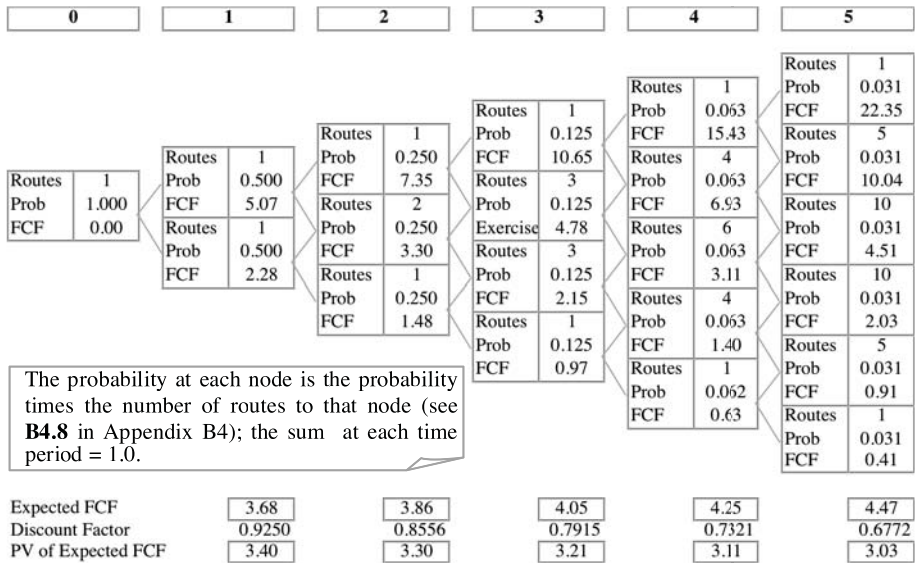 0 1 2 3 4 5
Routes 1
Prob 1.000
FCF 0.00
Routes 1
Prob 0.500
FCF 5.07
Routes 1
Prob 0.500
FCF 2.28
Routes 1
Prob 0.250
FCF 7.35
Routes 2
Prob 0.250
FCF 3.30
Routes 1
Prob 0.250
FCF 1.48
Routes 1
Prob 0.125
FCF 10.65
Routes 3
Prob 0.125
Exercise 4.78
Routes 3
Prob 0.125
FCF 2.15
Routes 1
Prob 0.125
FCF 0.97
Routes 1
Prob 0.063
FCF 15.43
Routes 4
Prob 0.063
FCF 6.93
Routes 6
Prob 0.063
FCF 3.11
Routes 4
Prob 0.063
FCF 1.40
Routes 1
Prob 0.062
FCF 0.63
Routes 1
Prob 0.031
FCF 22.35
Routes 5
Prob 0.031
FCF 10.04
Routes 10
Prob 0.031
FCF 4.51
Routes 10
Prob 0.031
FCF 2.03
Routes 5
Prob 0.031
FCF 0.91
Routes 1
Prob 0.031
FCF 0.41
The probability at each node is the probability
times the number of routes to that node (see
B4.8 in Appendix B4); the sum at each time
period = 1.0.
Expected FCF 3.68 3.86 4.05 4.25 4.47
Discount Factor 0.9250 0.8556 0.7915 0.7321 0.6772
PV of Expected FCF 3.40 3.30 3.21 3.11 3.03